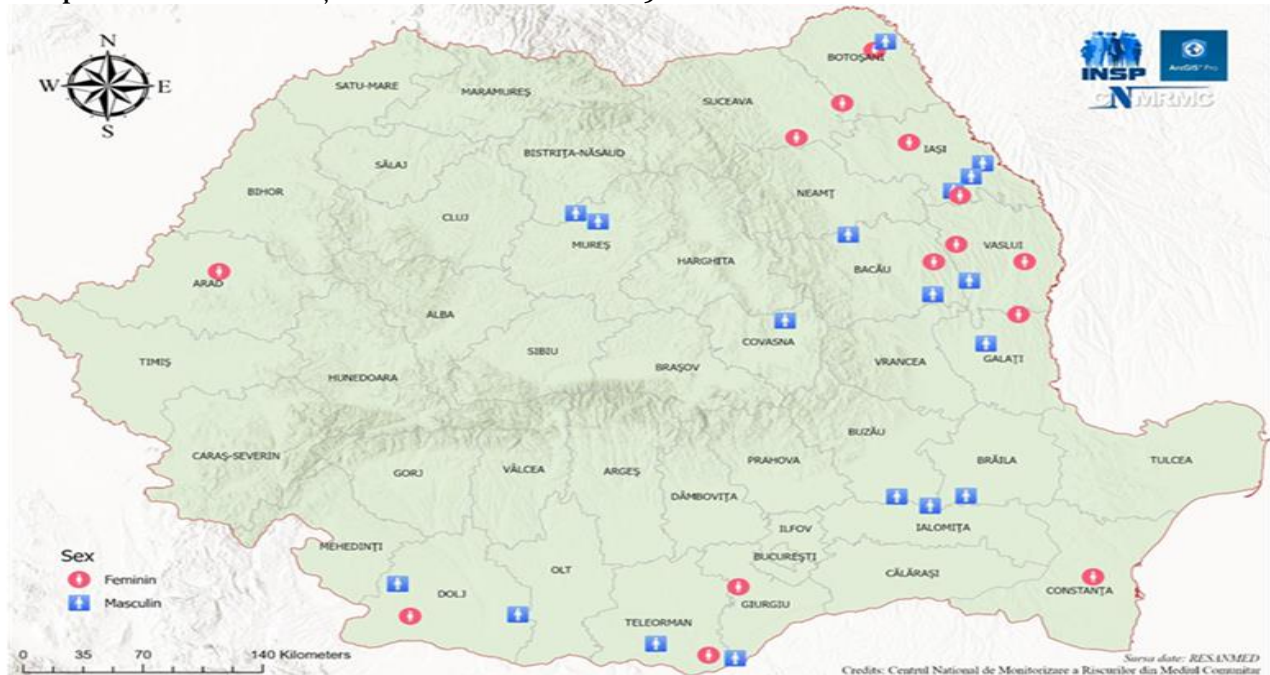 N
W E
S
INSP
ArcGIS Pro
CNMRMC
BOTOȘANI
SATU-MARE
MARAMUREȘ
SUCEAVA
IAȘI
BISTRIȚA-NĂSAUD
SĂLAJ
NEAMȚ
BIHOR
CLUJ
MUREȘ
VASLUI
HARGHITA
BACĂU
ARAD
ALBA
COVASNA
SIBIU
BRAȘOV
VRANCEA
GALAȚI
TIMIȘ
HUNEDOARA
BUZĂU
CARAȘ-SEVERIN
GORJ
VÂLCEA
ARGEȘ
PRAHOVA
BRĂILA
TULCEA
DÂMBOVIȚA
ILFOV
IALOMIȚA
MEHEDINȚI
BUCUREȘTI
OLT
CĂLĂRAȘI
DOLJ
GIURGIU
CONSTANȚA
TELEORMAN
Sex
Feminin
Masculin
0 35 70 140 Kilometers
Sursa date: RESANMED
Credits: Centrul National de Monitorizare a Riscurilor din Mediul Comunitar